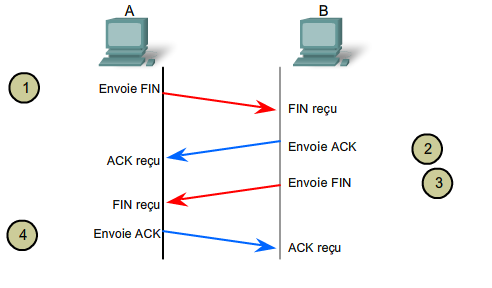 A
B
1
Envoie FIN
FIN reçu
Envoie ACK
2
ACK reçu
Envoie FIN
3
FIN reçu
4
Envoie ACK
ACK reçu